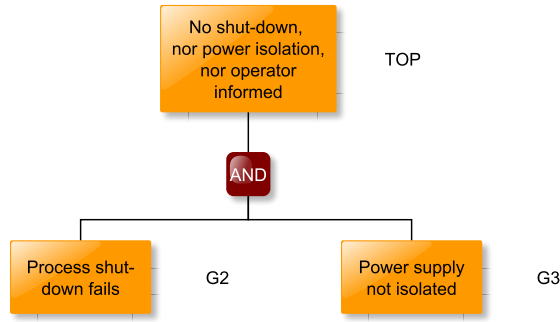 No shut-down,
nor power isolation,
nor operator
informed
TOP
AND
Process shut-
down fails
G2
Power supply
not isolated
G3